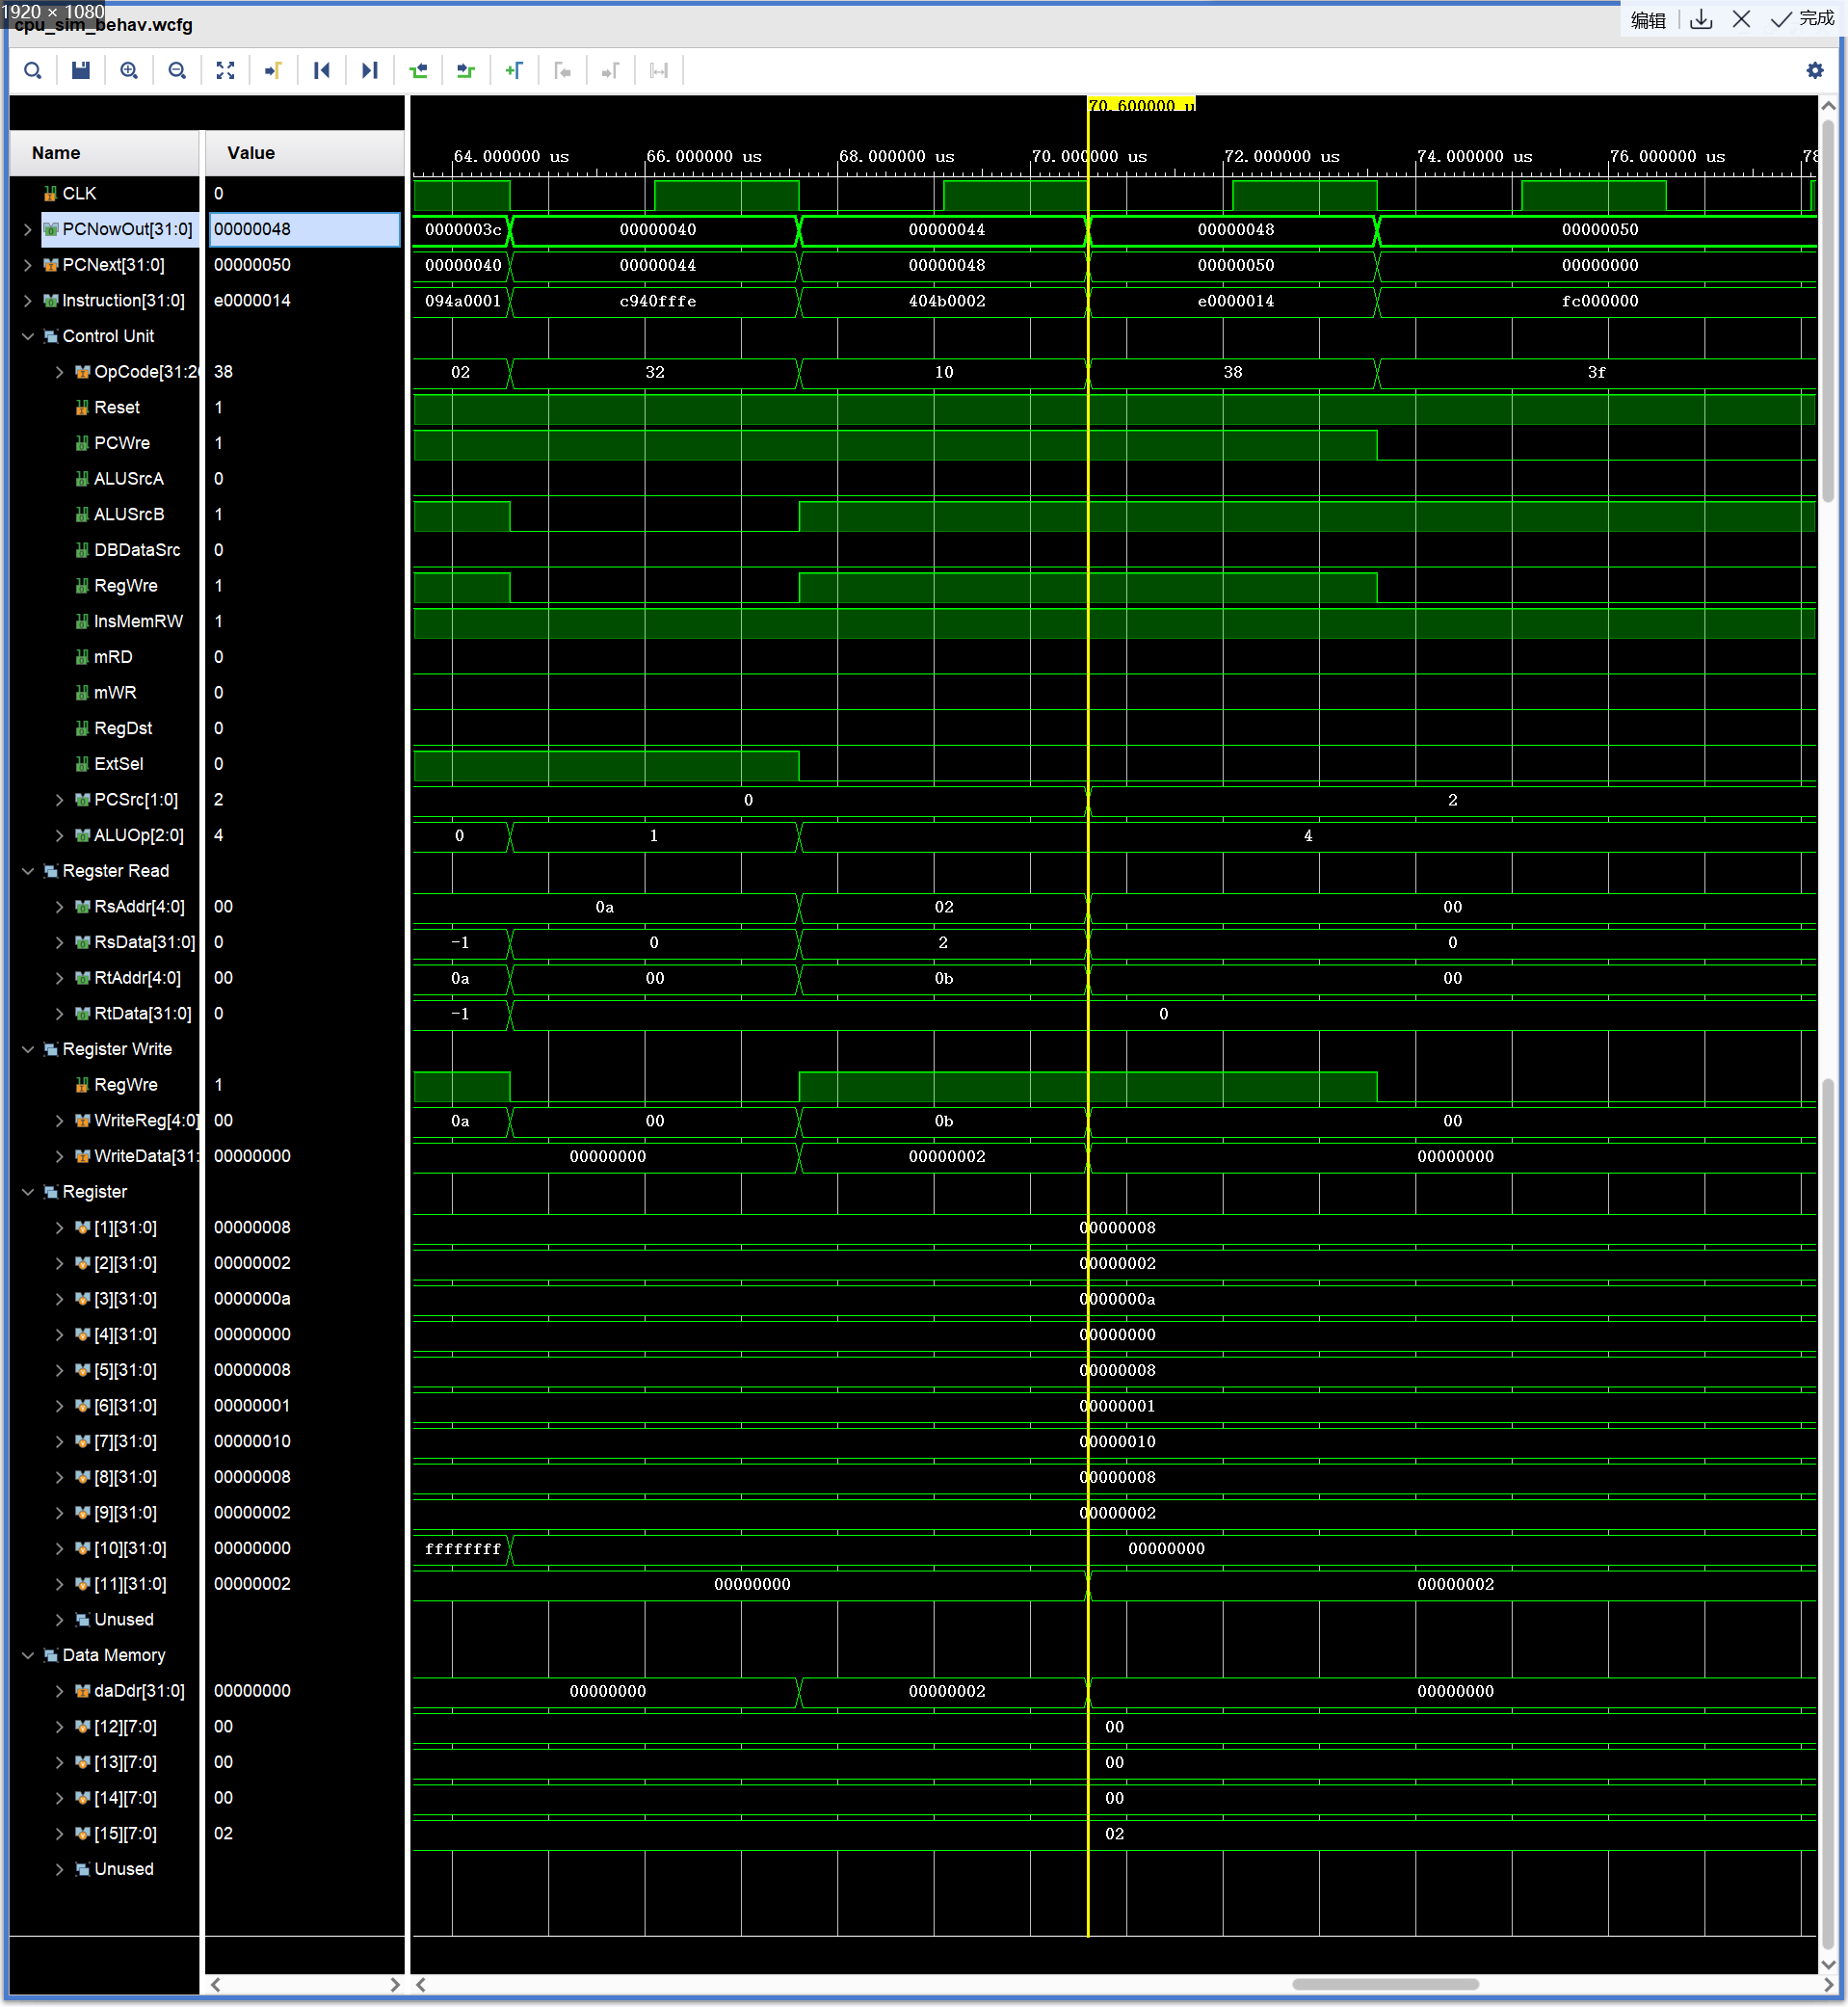 1920 × 1080
cpu_sim_behav.wcfg
编辑 完成
70.600000 u
Name Value
64.000000 us 66.000000 us 68.000000 us 70.000000 us 72.000000 us 74.000000 us 76.000000 us 78
CLK 0
PCNowOut[31:0] 00000048 0000003c 00000040 00000044 00000048 00000050
PCNext[31:0] 00000050 00000040 00000044 00000048 00000050 00000000
Instruction[31:0] e0000014 094a0001 c940fffe 404b0002 e0000014 fc000000
Control Unit
OpCode[31:26 38 02 32 10 38 3f
Reset 1
PCWre 1
ALUSrcA 0
ALUSrcB 1
DBDataSrc 0
RegWre 1
InsMemRW 1
mRD 0
mWR 0
RegDst 0
ExtSel 0
PCSrc[1:0] 2 0 2
ALUOp[2:0] 4 0 1 4
Regster Read
RsAddr[4:0] 00 0a 02 00
RsData[31:0] 0 -1 0 2 0
RtAddr[4:0] 00 0a 00 0b 00
RtData[31:0] 0 -1 0
Register Write
RegWre 1
WriteReg[4:0] 00 0a 00 0b 00
WriteData[31: 00000000 00000000 00000002 00000000
Register
[1][31:0] 00000008 00000008
[2][31:0] 00000002 00000002
[3][31:0] 0000000a 0000000a
[4][31:0] 00000000 00000000
[5][31:0] 00000008 00000008
[6][31:0] 00000001 00000001
[7][31:0] 00000010 00000010
[8][31:0] 00000008 00000008
[9][31:0] 00000002 00000002
[10][31:0] 00000000 ffffffff 00000000
[11][31:0] 00000002 00000000 00000002
Unused
Data Memory
daDdr[31:0] 00000000 00000000 00000002 00000000
[12][7:0] 00 00
[13][7:0] 00 00
[14][7:0] 00 00
[15][7:0] 02 02
Unused